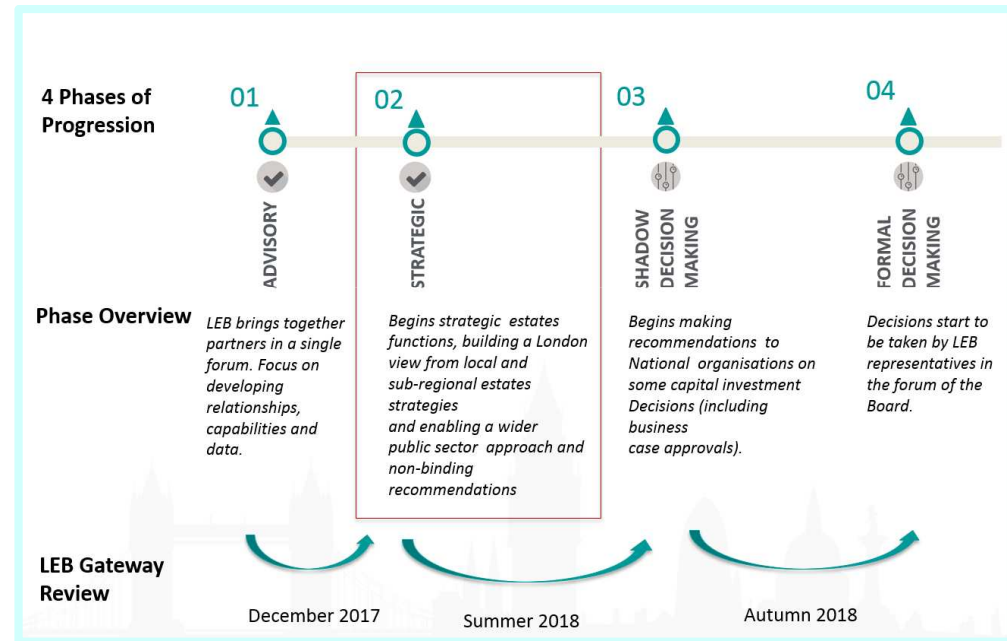 4 Phases of
Progression
01
02
03
04
ADVISORY
STRATEGIC
SHADOW
DECISION
MAKING
FORMAL
DECISION
MAKING
Phase Overview
LEB brings together
partners in a single
forum. Focus on
developing
relationships,
capabilities and
data.
Begins strategic estates
functions, building a London
view from local and
sub-regional estates
strategies
and enabling a wider
public sector approach and
non-binding
recommendations
Begins making
recommendations to
National organisations on
some capital investment
Decisions (including
business
case approvals).
Decisions start to
be taken by LEB
representatives in
the forum of the
Board.
LEB Gateway
Review
December 2017
Summer 2018
Autumn 2018